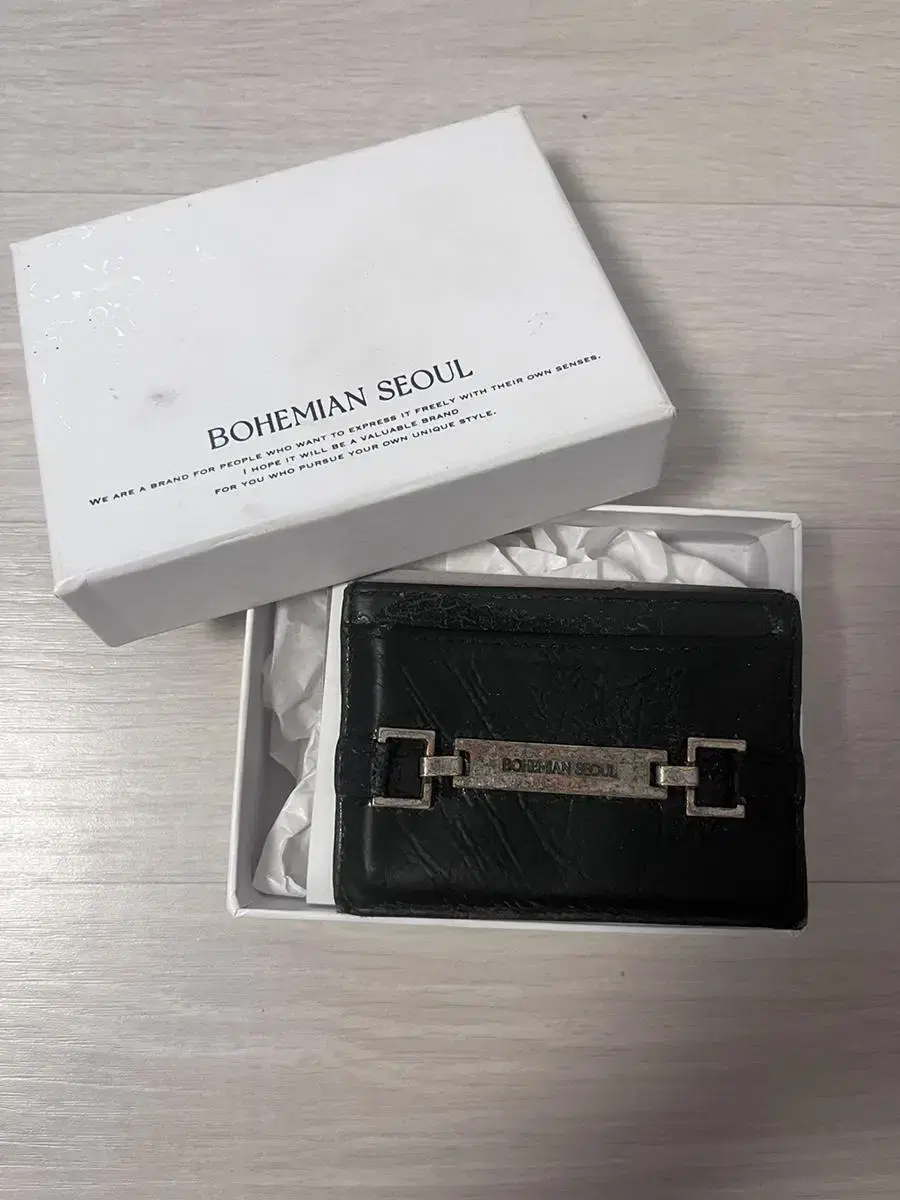 BOHEMIAN SEOUL
WE ARE A BRAND FOR PEOPLE WHO WANT TO EXPRESS IT FREELY WITH THEIR OWN SENSES.
I HOPE IT WILL BE A VALUABLE BRAND
FOR YOU WHO PURSUE YOUR OWN UNIQUE STYLE.
BOHEMIAN SEOUL